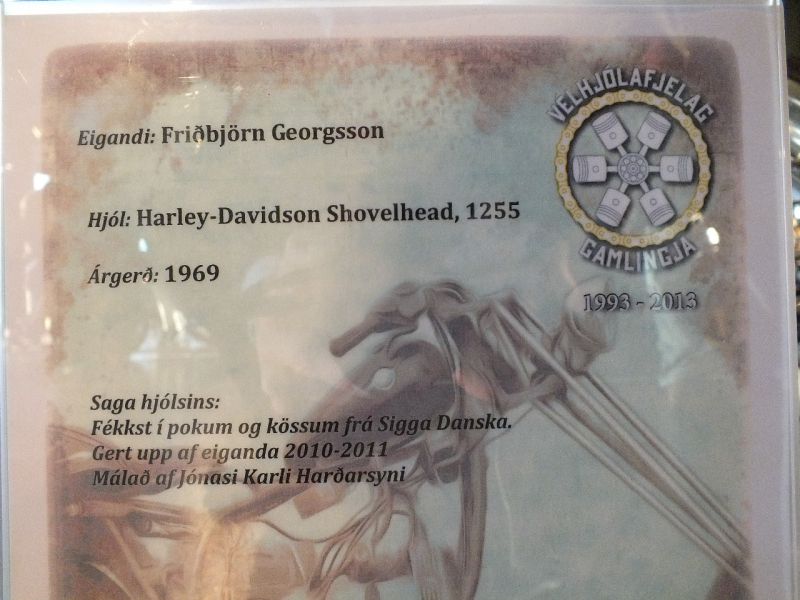 Eigandi: Friðbjörn Georgsson
VÉLHJÓLAFJELAG
GAMLINGJA
1993 - 2013
Hjól: Harley-Davidson Shovelhead, 1255
Árgerð: 1969
Saga hjólsins:
Fékkst í pokum og kössum frá Sigga Danska.
Gert upp af eiganda 2010-2011
Málað af Jónasi Karli Harðarsyni